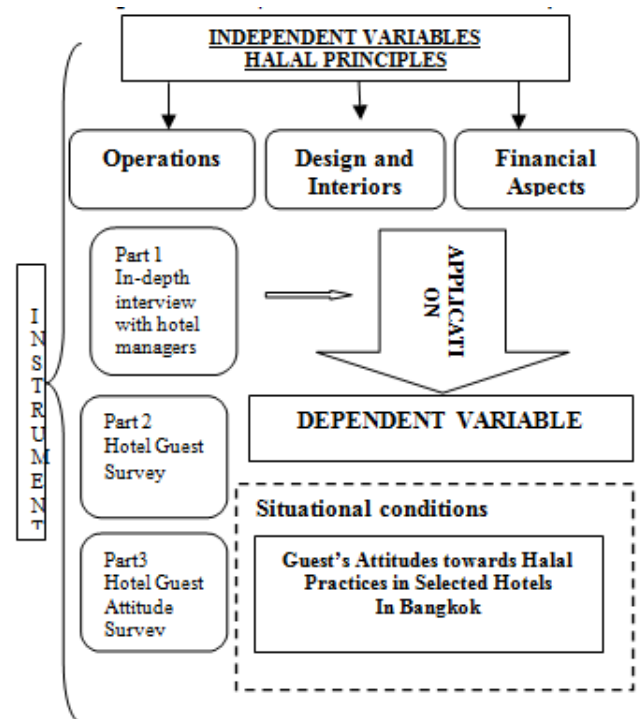 INDEPENDENT VARIABLES
HALAL PRINCIPLES
Operations
Design and
Interiors
Financial
Aspects
Part 1
In-depth
interview
with hotel
managers
APPLICATI
ON
INSTRUMENT
Part 2
Hotel Guest
Survey
DEPENDENT VARIABLE
Situational conditions
Part3
Hotel Guest
Attitude
Survey
Guest's Attitudes towards Halal
Practices in Selected Hotels
In Bangkok